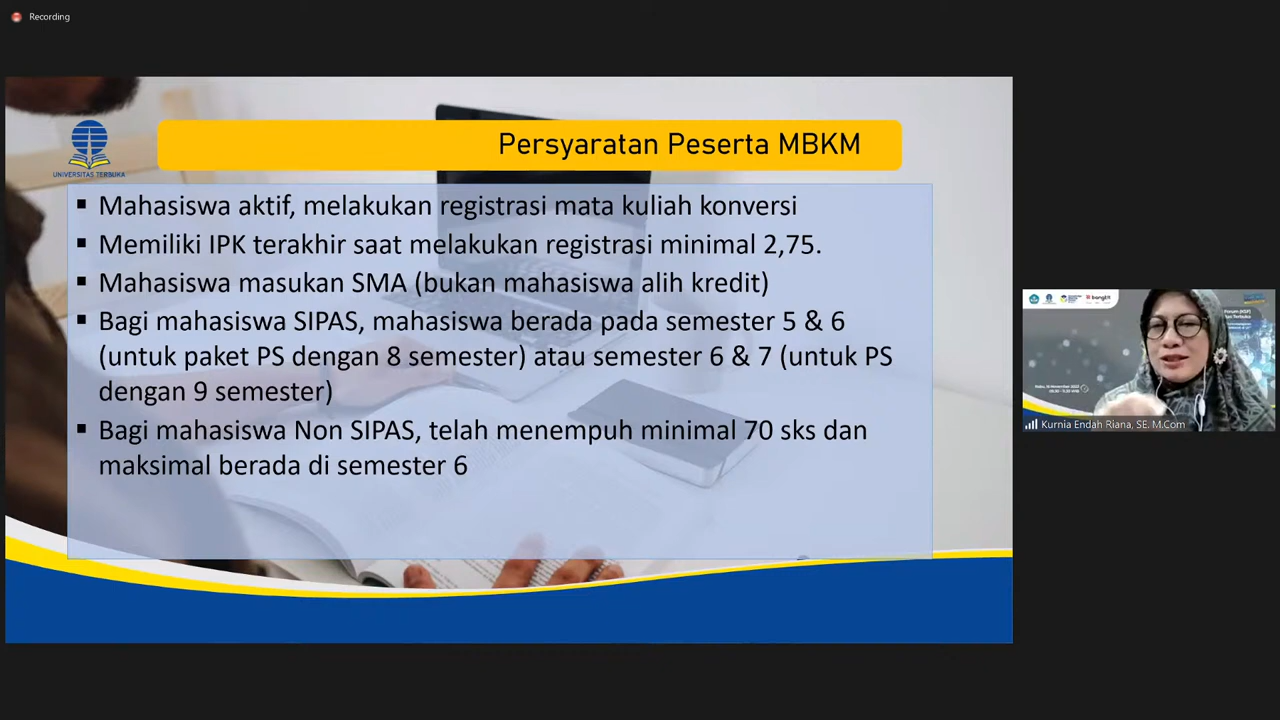 Recording
UNIVERSITAS TERBUKA
Persyaratan Peserta MBKM
▪ Mahasiswa aktif, melakukan registrasi mata kuliah konversi
▪ Memiliki IPK terakhir saat melakukan registrasi minimal 2,75.
▪ Mahasiswa masukan SMA (bukan mahasiswa alih kredit)
▪ Bagi mahasiswa SIPAS, mahasiswa berada pada semester 5 & 6
(untuk paket PS dengan 8 semester) atau semester 6 & 7 (untuk PS
dengan 9 semester)
▪ Bagi mahasiswa Non SIPAS, telah menempuh minimal 70 sks dan
maksimal berada di semester 6
Kurnia Endah Riana, SE. M.Com